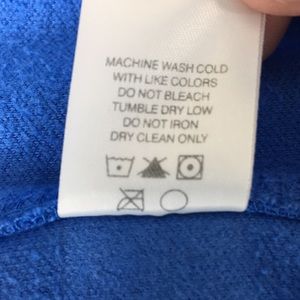 MACHINE WASH COLD
WITH LIKE COLORS
DO NOT BLEACH
TUMBLE DRY LOW
DO NOT IRON
DRY CLEAN ONLY